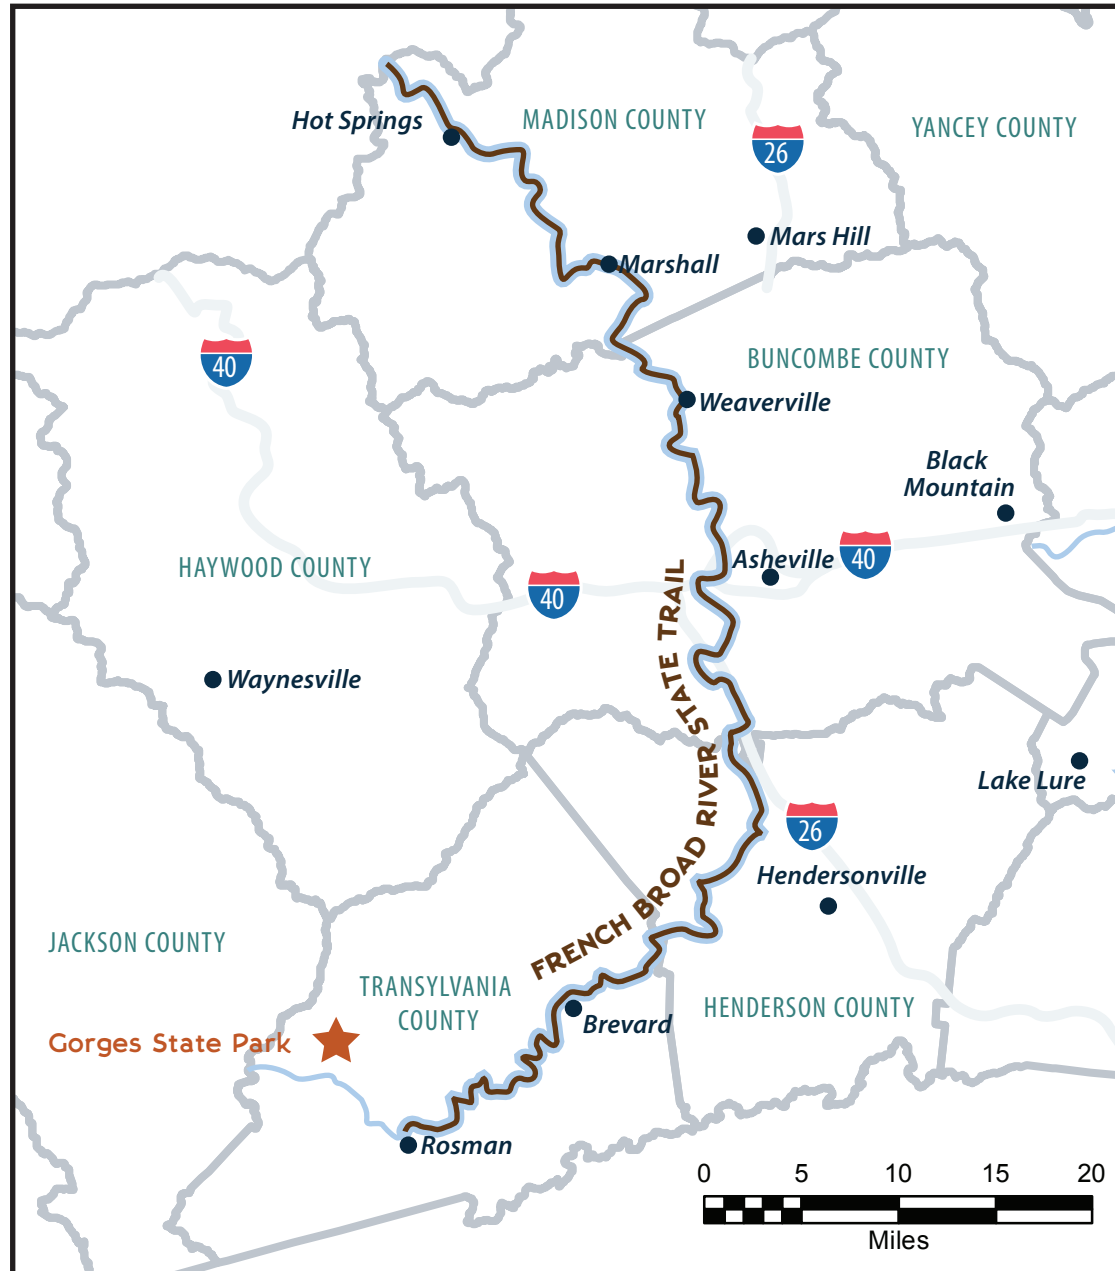 Hot Springs
MADISON COUNTY
YANCEY COUNTY
26
Mars Hill
Marshall
40
BUNCOMBE COUNTY
Weaverville
Black
Mountain
HAYWOOD COUNTY
40
Asheville
40
Waynesville
FRENCH BROAD RIVER STATE TRAIL
Lake Lure
26
Hendersonville
JACKSON COUNTY
TRANSYLVANIA
COUNTY
HENDERSON COUNTY
Brevard
Gorges State Park
Rosman
0 5 10 15 20
Miles